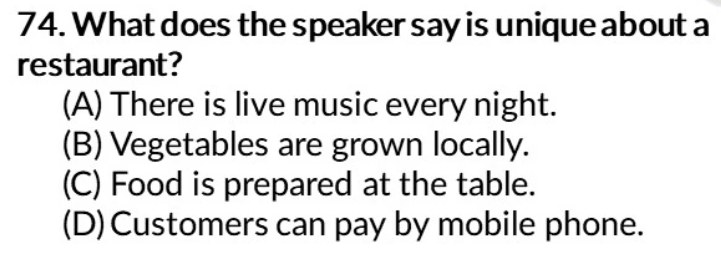 74. What does the speaker say is unique about a
restaurant?
(A) There is live music every night.
(B) Vegetables are grown locally.
(C) Food is prepared at the table.
(D) Customers can pay by mobile phone.